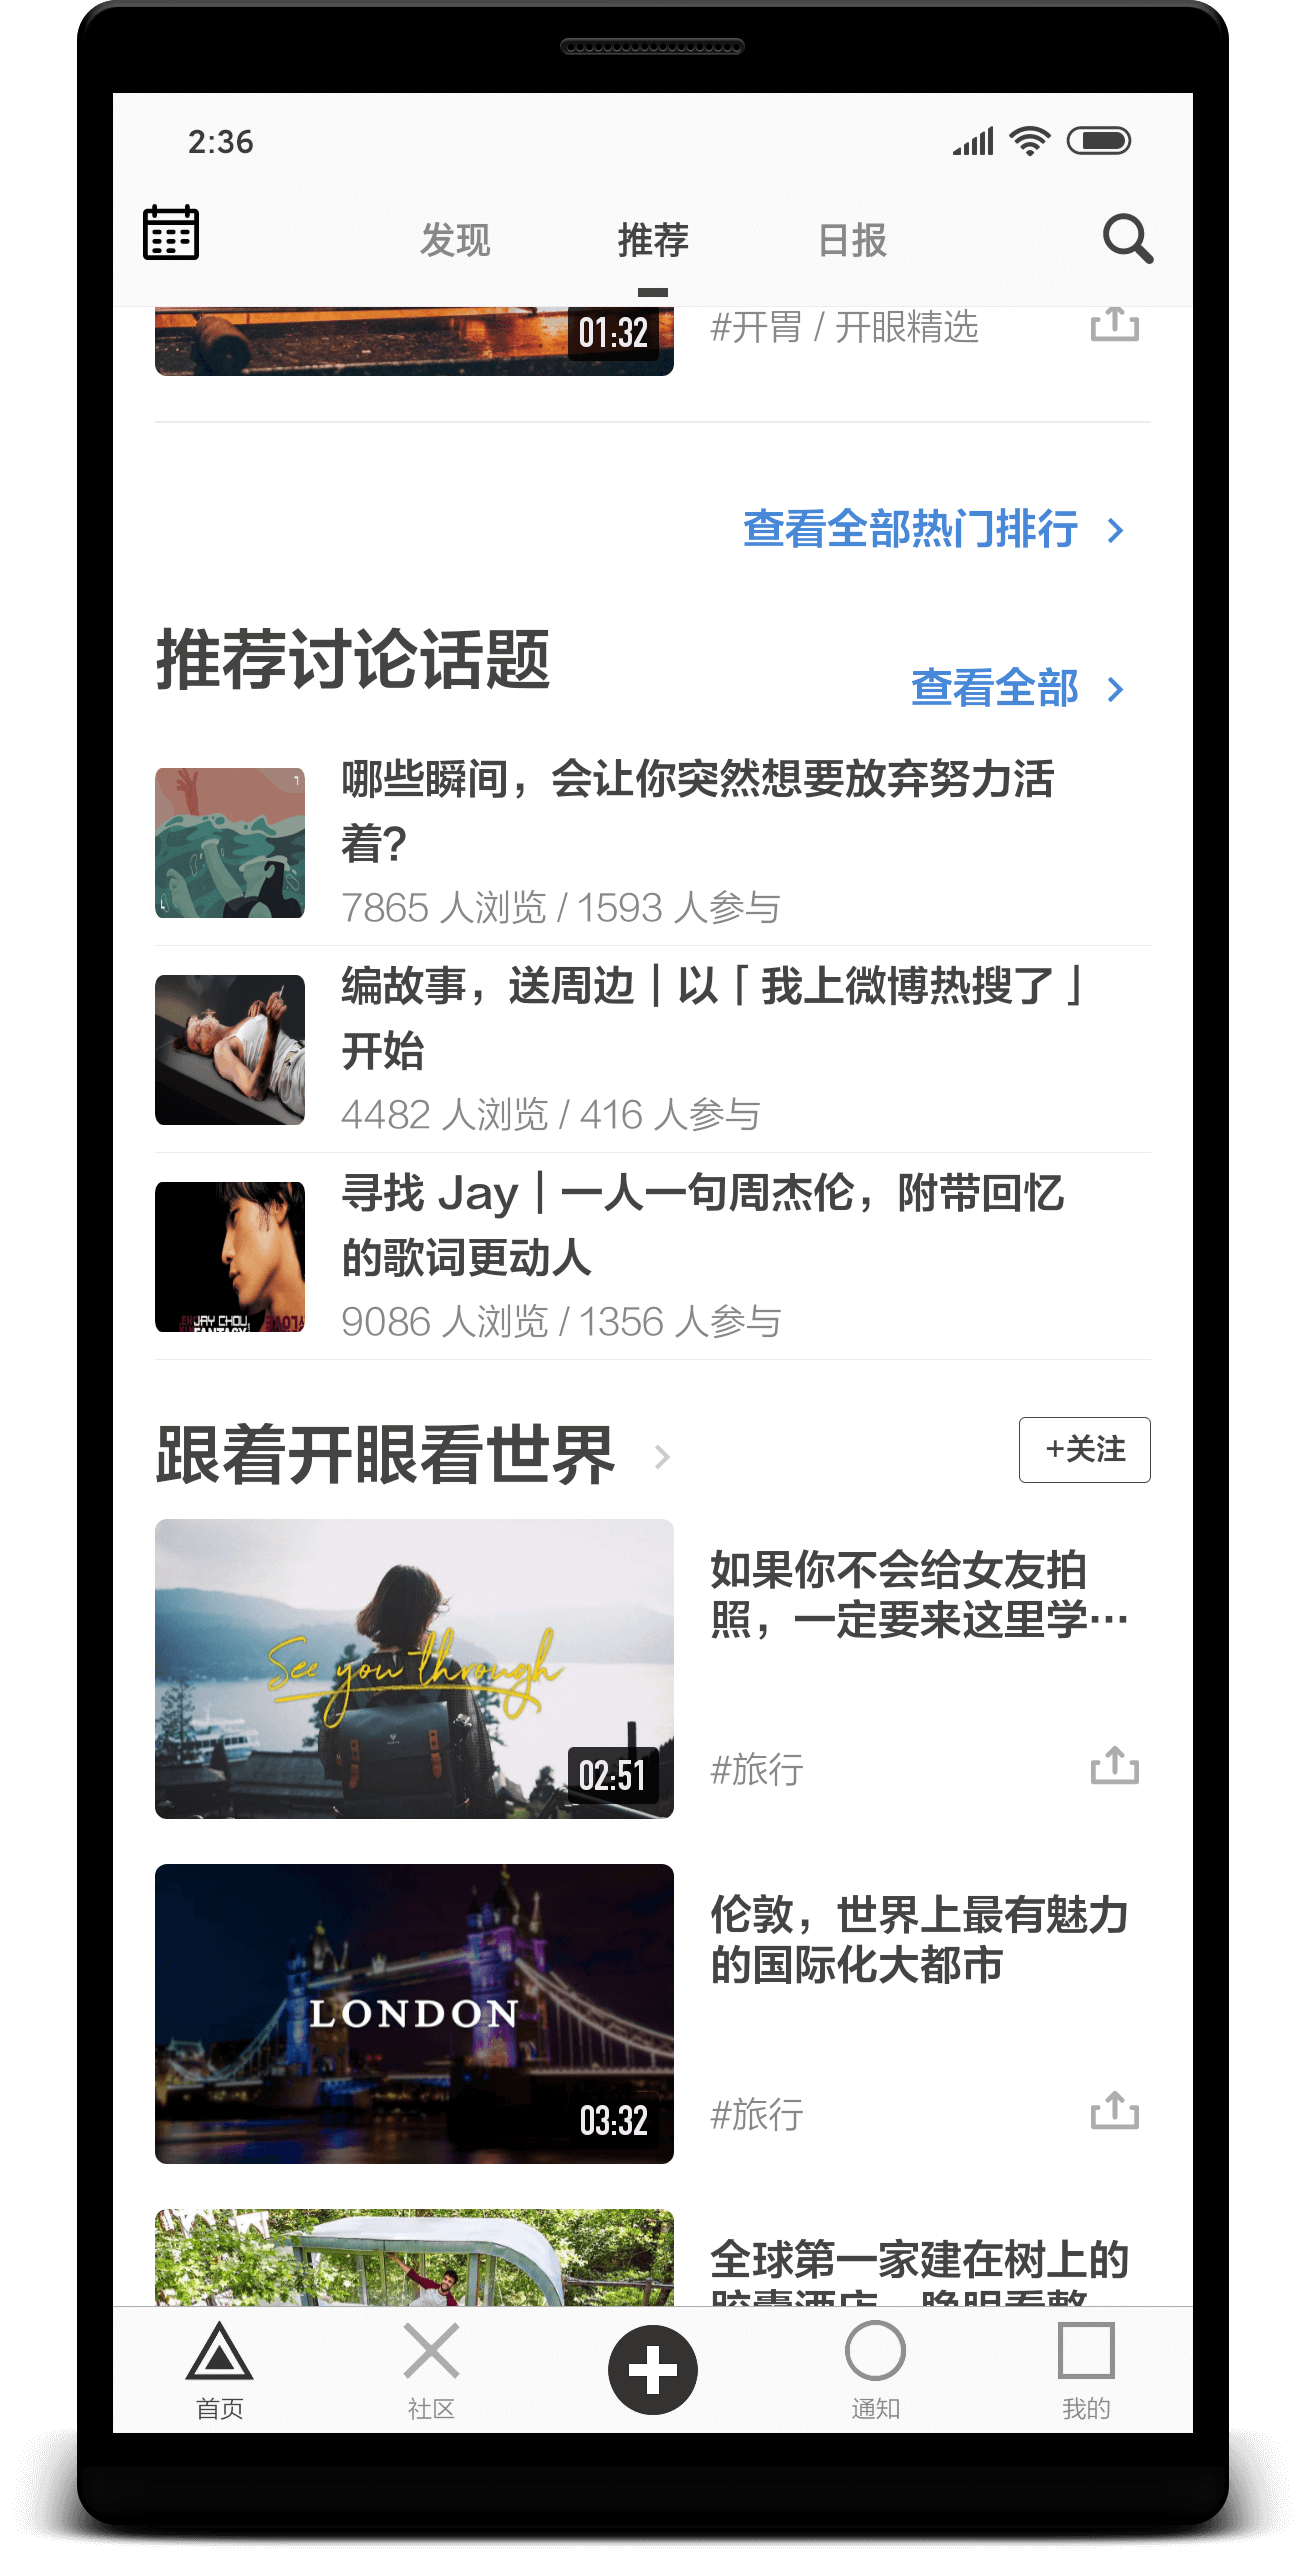 2:36
发现 推荐 日报
01:32
#开胃 / 开眼精选
查看全部热门排行
推荐讨论话题
查看全部
哪些瞬间，会让你突然想要放弃努力活
着？
7865 人浏览 / 1593 人参与
编故事，送周边｜以「我上微博热搜了」
开始
4482 人浏览 / 416 人参与
寻找 Jay｜一人一句周杰伦，附带回忆
的歌词更动人
9086 人浏览 / 1356 人参与
JAY CHOU.
FANTASY
跟着开眼看世界
+关注
See you through
02:51
如果你不会给女友拍
照，一定要来这里学…
#旅行
LONDON
03:32
伦敦，世界上最有魅力
的国际化大都市
#旅行
全球第一家建在树上的
首页 社区 通知 我的